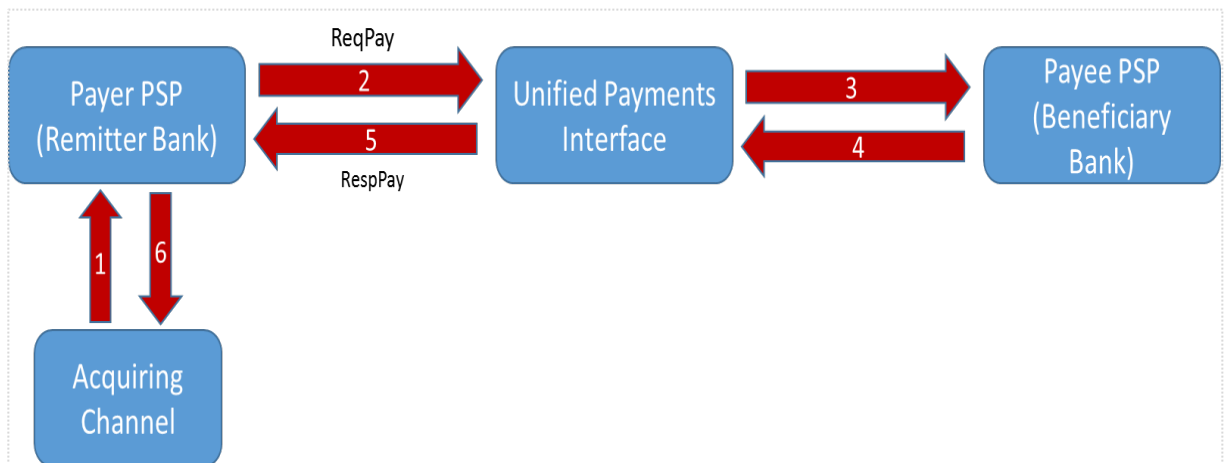 ReqPay
Payer PSP
(Remitter Bank)
2
5
RespPay
Unified Payments
Interface
3
4
Payee PSP
(Beneficiary
Bank)
1
6
Acquiring
Channel